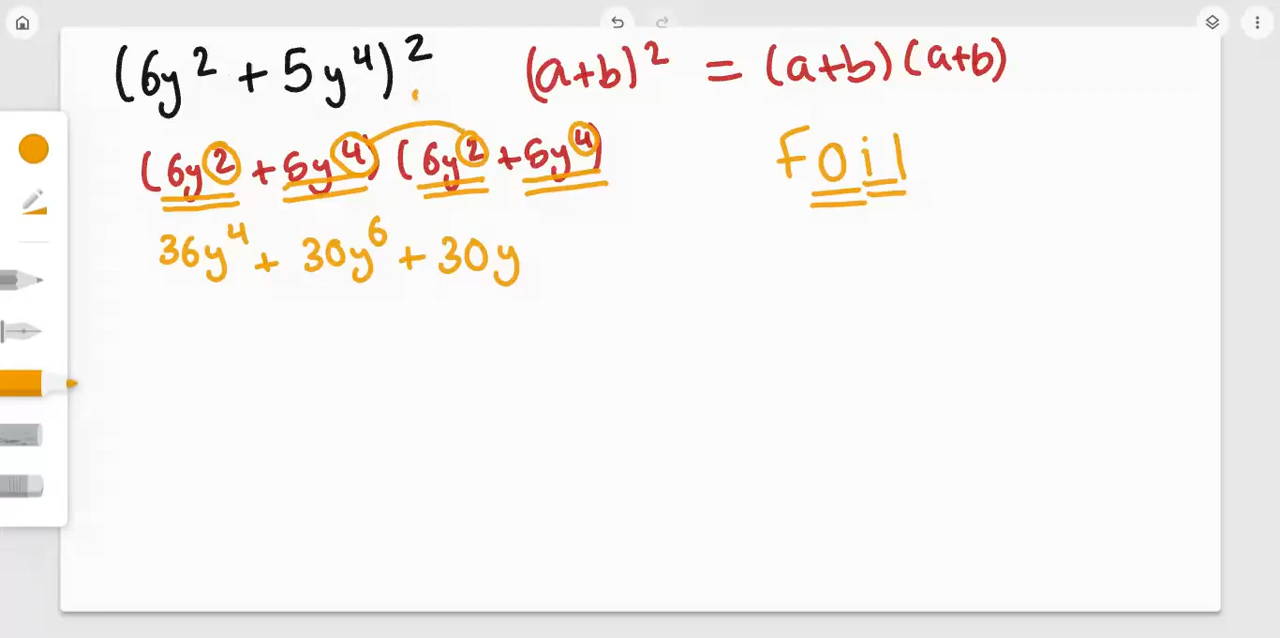 (6y² + 5y⁴)² (a+b)² = (a+b)(a+b)
(6y² + 5y⁴)(6y² + 5y⁴) Foil
36y⁴ + 30y⁶ + 30y